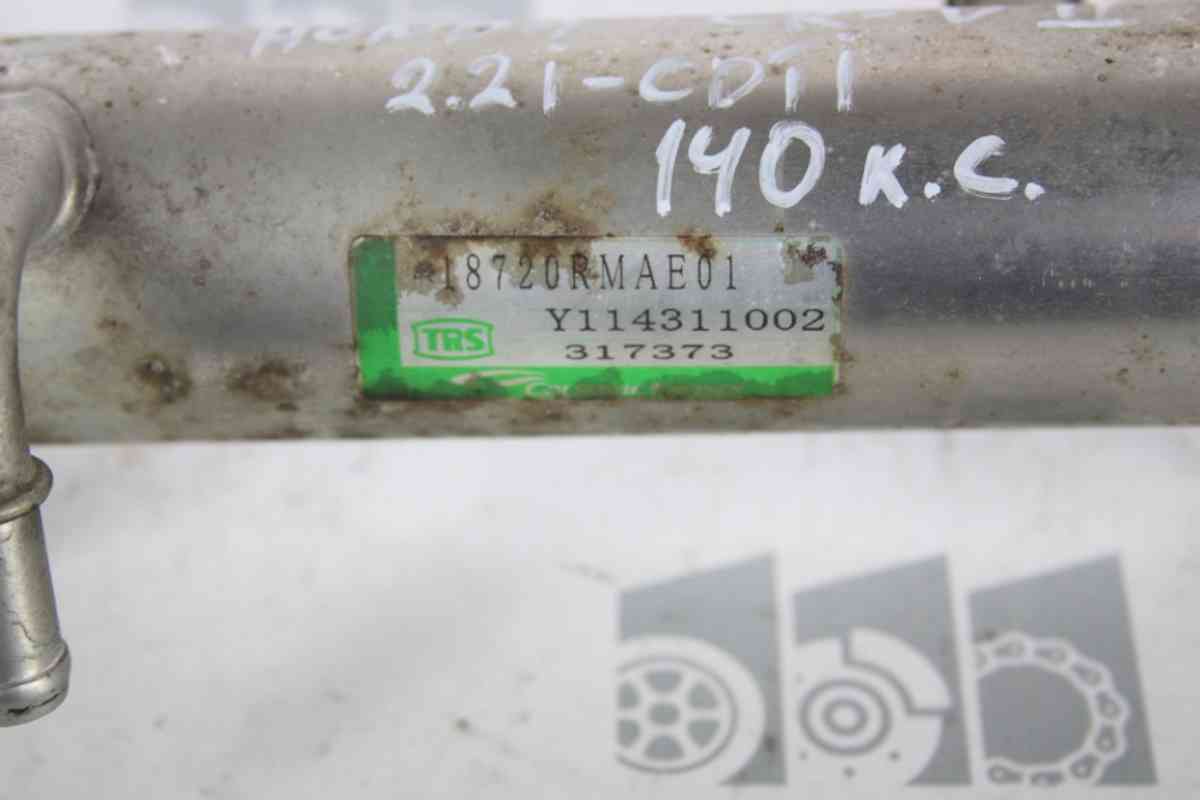 2.2i-CDTi
140 к.с.
18720RMAE01
Y114311002
TRS
317373